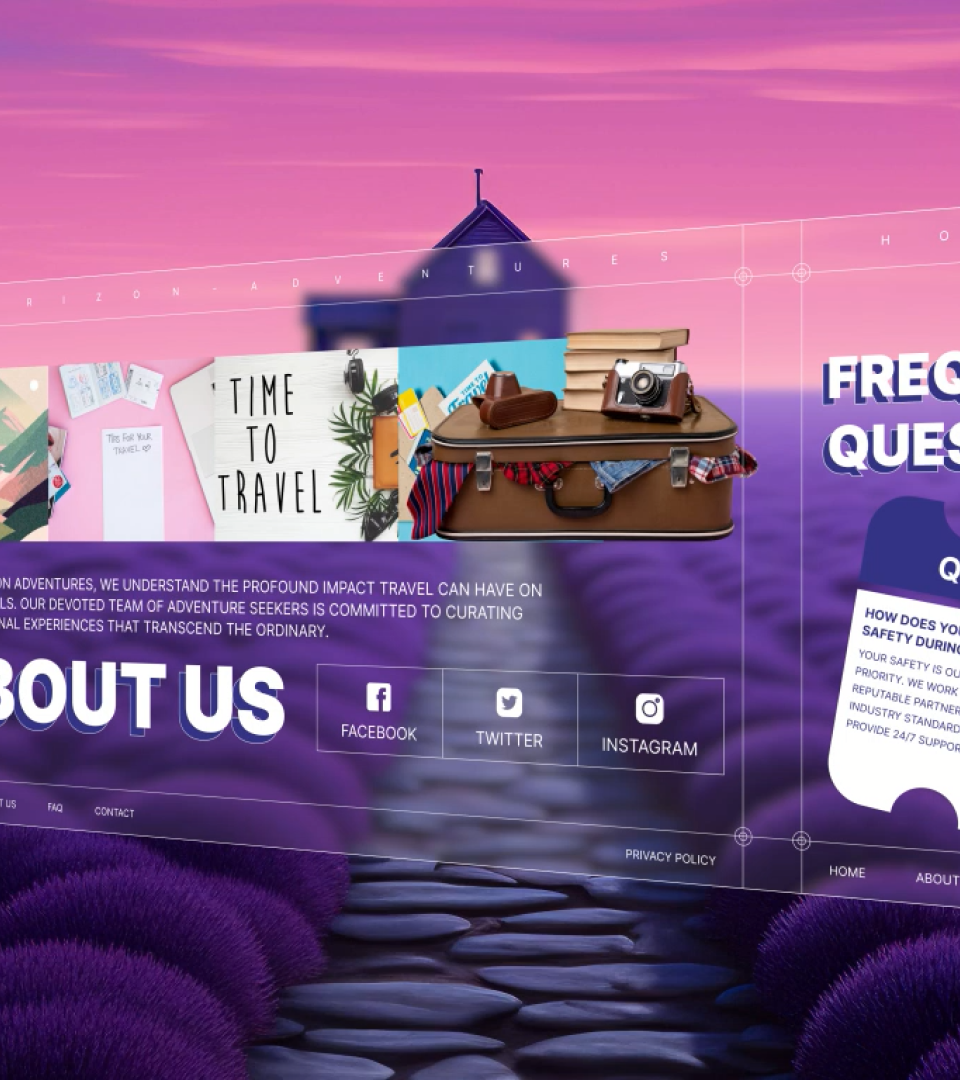 R I Z O N - A D V E N T U R E S
H O
TIPS FOR YOUR
TRAVEL
TIME
TO
TRAVEL
TIME TO
Travel
ON ADVENTURES, WE UNDERSTAND THE PROFOUND IMPACT TRAVEL CAN HAVE ON
LS. OUR DEVOTED TEAM OF ADVENTURE SEEKERS IS COMMITTED TO CURATING
NAL EXPERIENCES THAT TRANSCEND THE ORDINARY.
BOUT US
FACEBOOK
TWITTER
INSTAGRAM
T US
FAQ
CONTACT
PRIVACY POLICY
FREQ
QUES
Q
HOW DOES YOU
SAFETY DURING
YOUR SAFETY IS OU
PRIORITY. WE WORK
REPUTABLE PARTNER
INDUSTRY STANDARD
PROVIDE 24/7 SUPPOR
HOME
ABOUT